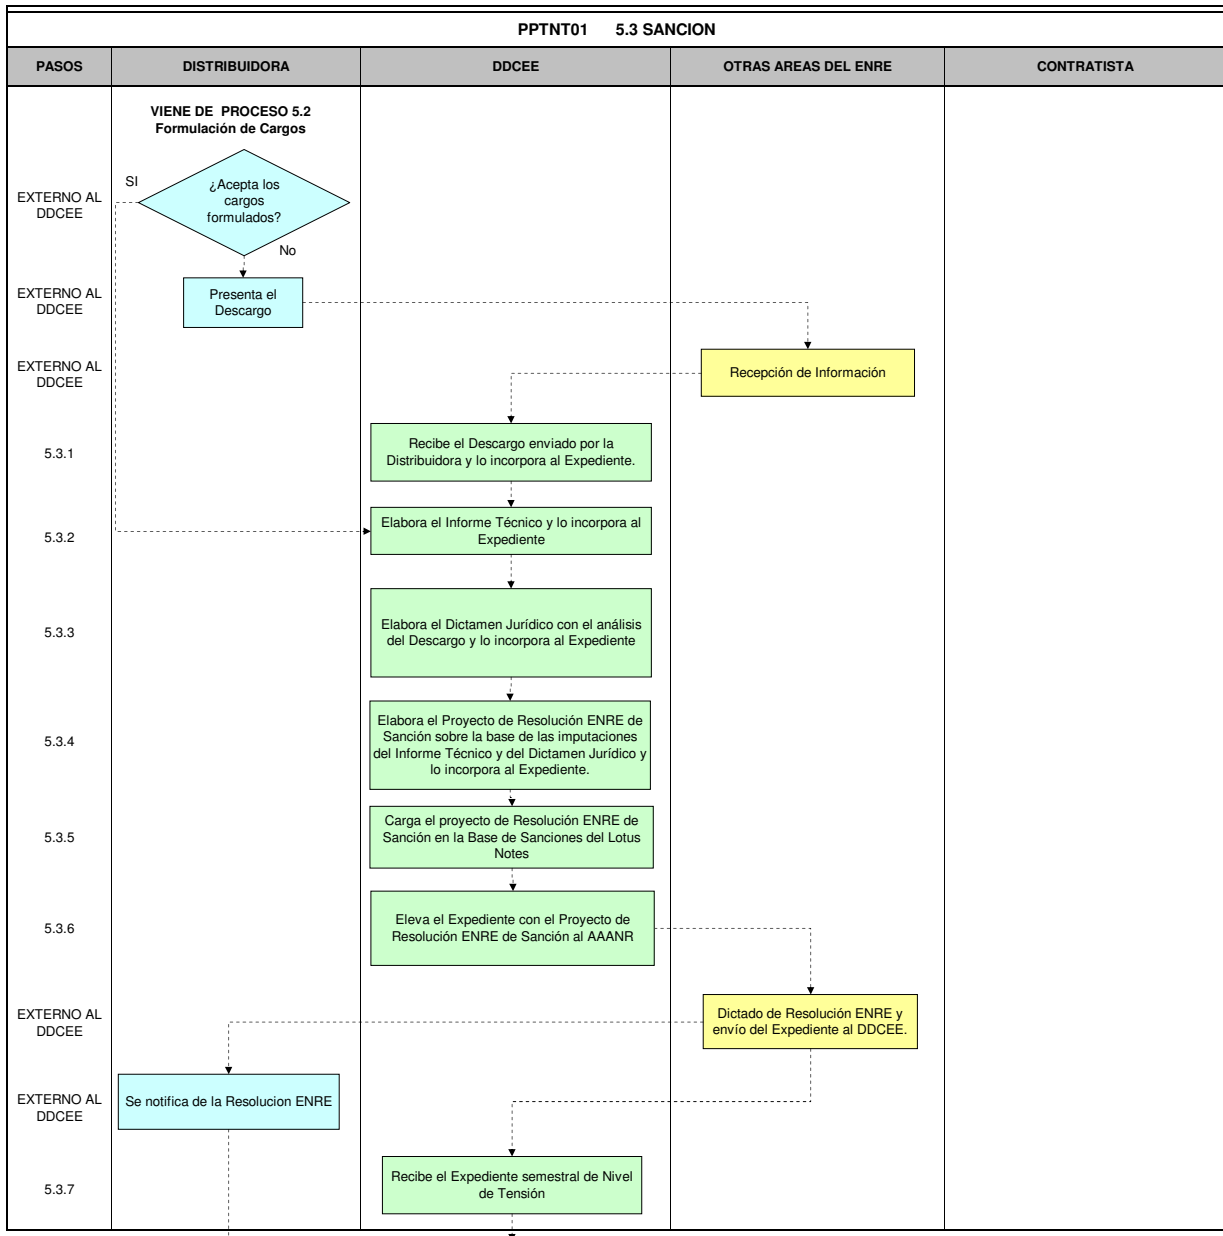 PPTNT01 5.3 SANCION
PASOS
DISTRIBUIDORA
DDCEE
OTRAS AREAS DEL ENRE
CONTRATISTA
VIENE DE PROCESO 5.2
Formulación de Cargos
EXTERNO AL
DDCEE
SI
¿Acepta los
cargos
formulados?
No
EXTERNO AL
DDCEE
Presenta el
Descargo
EXTERNO AL
DDCEE
Recepción de Información
5.3.1
Recibe el Descargo enviado por la
Distribuidora y lo incorpora al Expediente.
5.3.2
Elabora el Informe Técnico y lo incorpora al
Expediente
5.3.3
Elabora el Dictamen Jurídico con el análisis
del Descargo y lo incorpora al Expediente
5.3.4
Elabora el Proyecto de Resolución ENRE de
Sanción sobre la base de las imputaciones
del Informe Técnico y del Dictamen Jurídico y
lo incorpora al Expediente.
5.3.5
Carga el proyecto de Resolución ENRE de
Sanción en la Base de Sanciones del Lotus
Notes
5.3.6
Eleva el Expediente con el Proyecto de
Resolución ENRE de Sanción al AAANR
EXTERNO AL
DDCEE
Dictado de Resolución ENRE y
envío del Expediente al DDCEE.
EXTERNO AL
DDCEE
Se notifica de la Resolucion ENRE
5.3.7
Recibe el Expediente semestral de Nivel
de Tensión